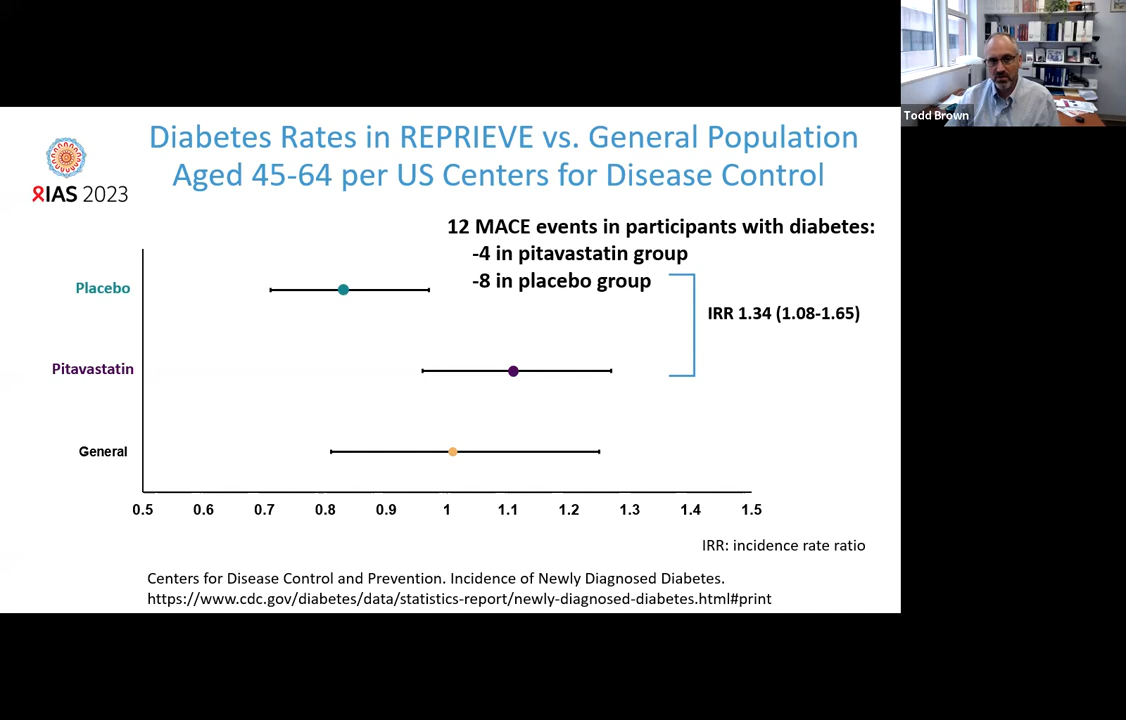 Todd Brown
Diabetes Rates in REPRIEVE vs. General Population
Aged 45-64 per US Centers for Disease Control
IAS 2023
12 MACE events in participants with diabetes:
-4 in pitavastatin group
-8 in placebo group
Placebo
IRR 1.34 (1.08-1.65)
Pitavastatin
General
0.5 0.6 0.7 0.8 0.9 1 1.1 1.2 1.3 1.4 1.5
IRR: incidence rate ratio
Centers for Disease Control and Prevention. Incidence of Newly Diagnosed Diabetes.
https://www.cdc.gov/diabetes/data/statistics-report/newly-diagnosed-diabetes.html#print